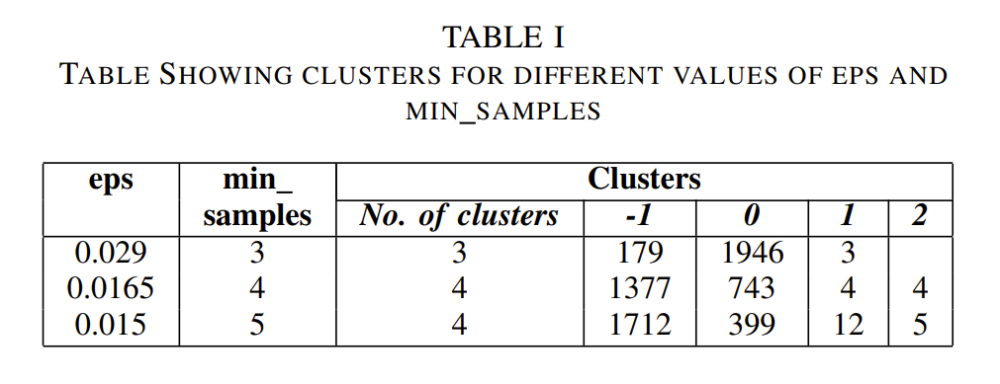 TABLE I
TABLE SHOWING CLUSTERS FOR DIFFERENT VALUES OF EPS AND
MIN_SAMPLES
eps min_ Clusters
samples No. of clusters -1 0 1 2
0.029 3 3 179 1946 3
0.0165 4 4 1377 743 4 4
0.015 5 4 1712 399 12 5